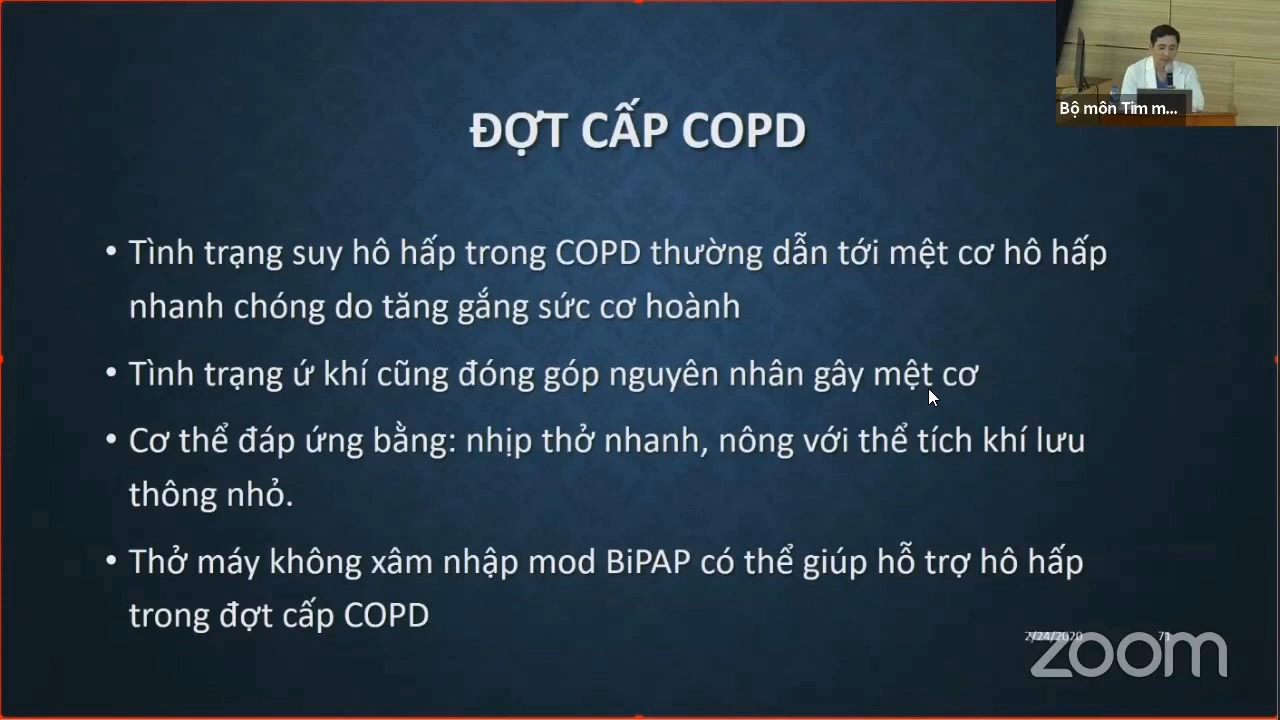 Bộ môn Tim m...
ĐỢT CẤP COPD
• Tình trạng suy hô hấp trong COPD thường dẫn tới mệt cơ hô hấp
nhanh chóng do tăng gắng sức cơ hoành
• Tình trạng ứ khí cũng đóng góp nguyên nhân gây mệt cơ
• Cơ thể đáp ứng bằng: nhịp thở nhanh, nông với thể tích khí lưu
thông nhỏ.
• Thở máy không xâm nhập mod BiPAP có thể giúp hỗ trợ hô hấp
trong đợt cấp COPD
2/24/2020 71
zoom